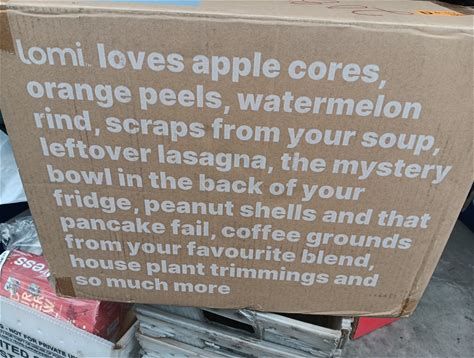 Lomi™ loves apple cores,
orange peels, watermelon
rind, scraps from your soup,
leftover lasagna, the mystery
bowl in the back of your
fridge, peanut shells and that
pancake fail, coffee grounds
from your favourite blend,
house plant trimmings and
so much more